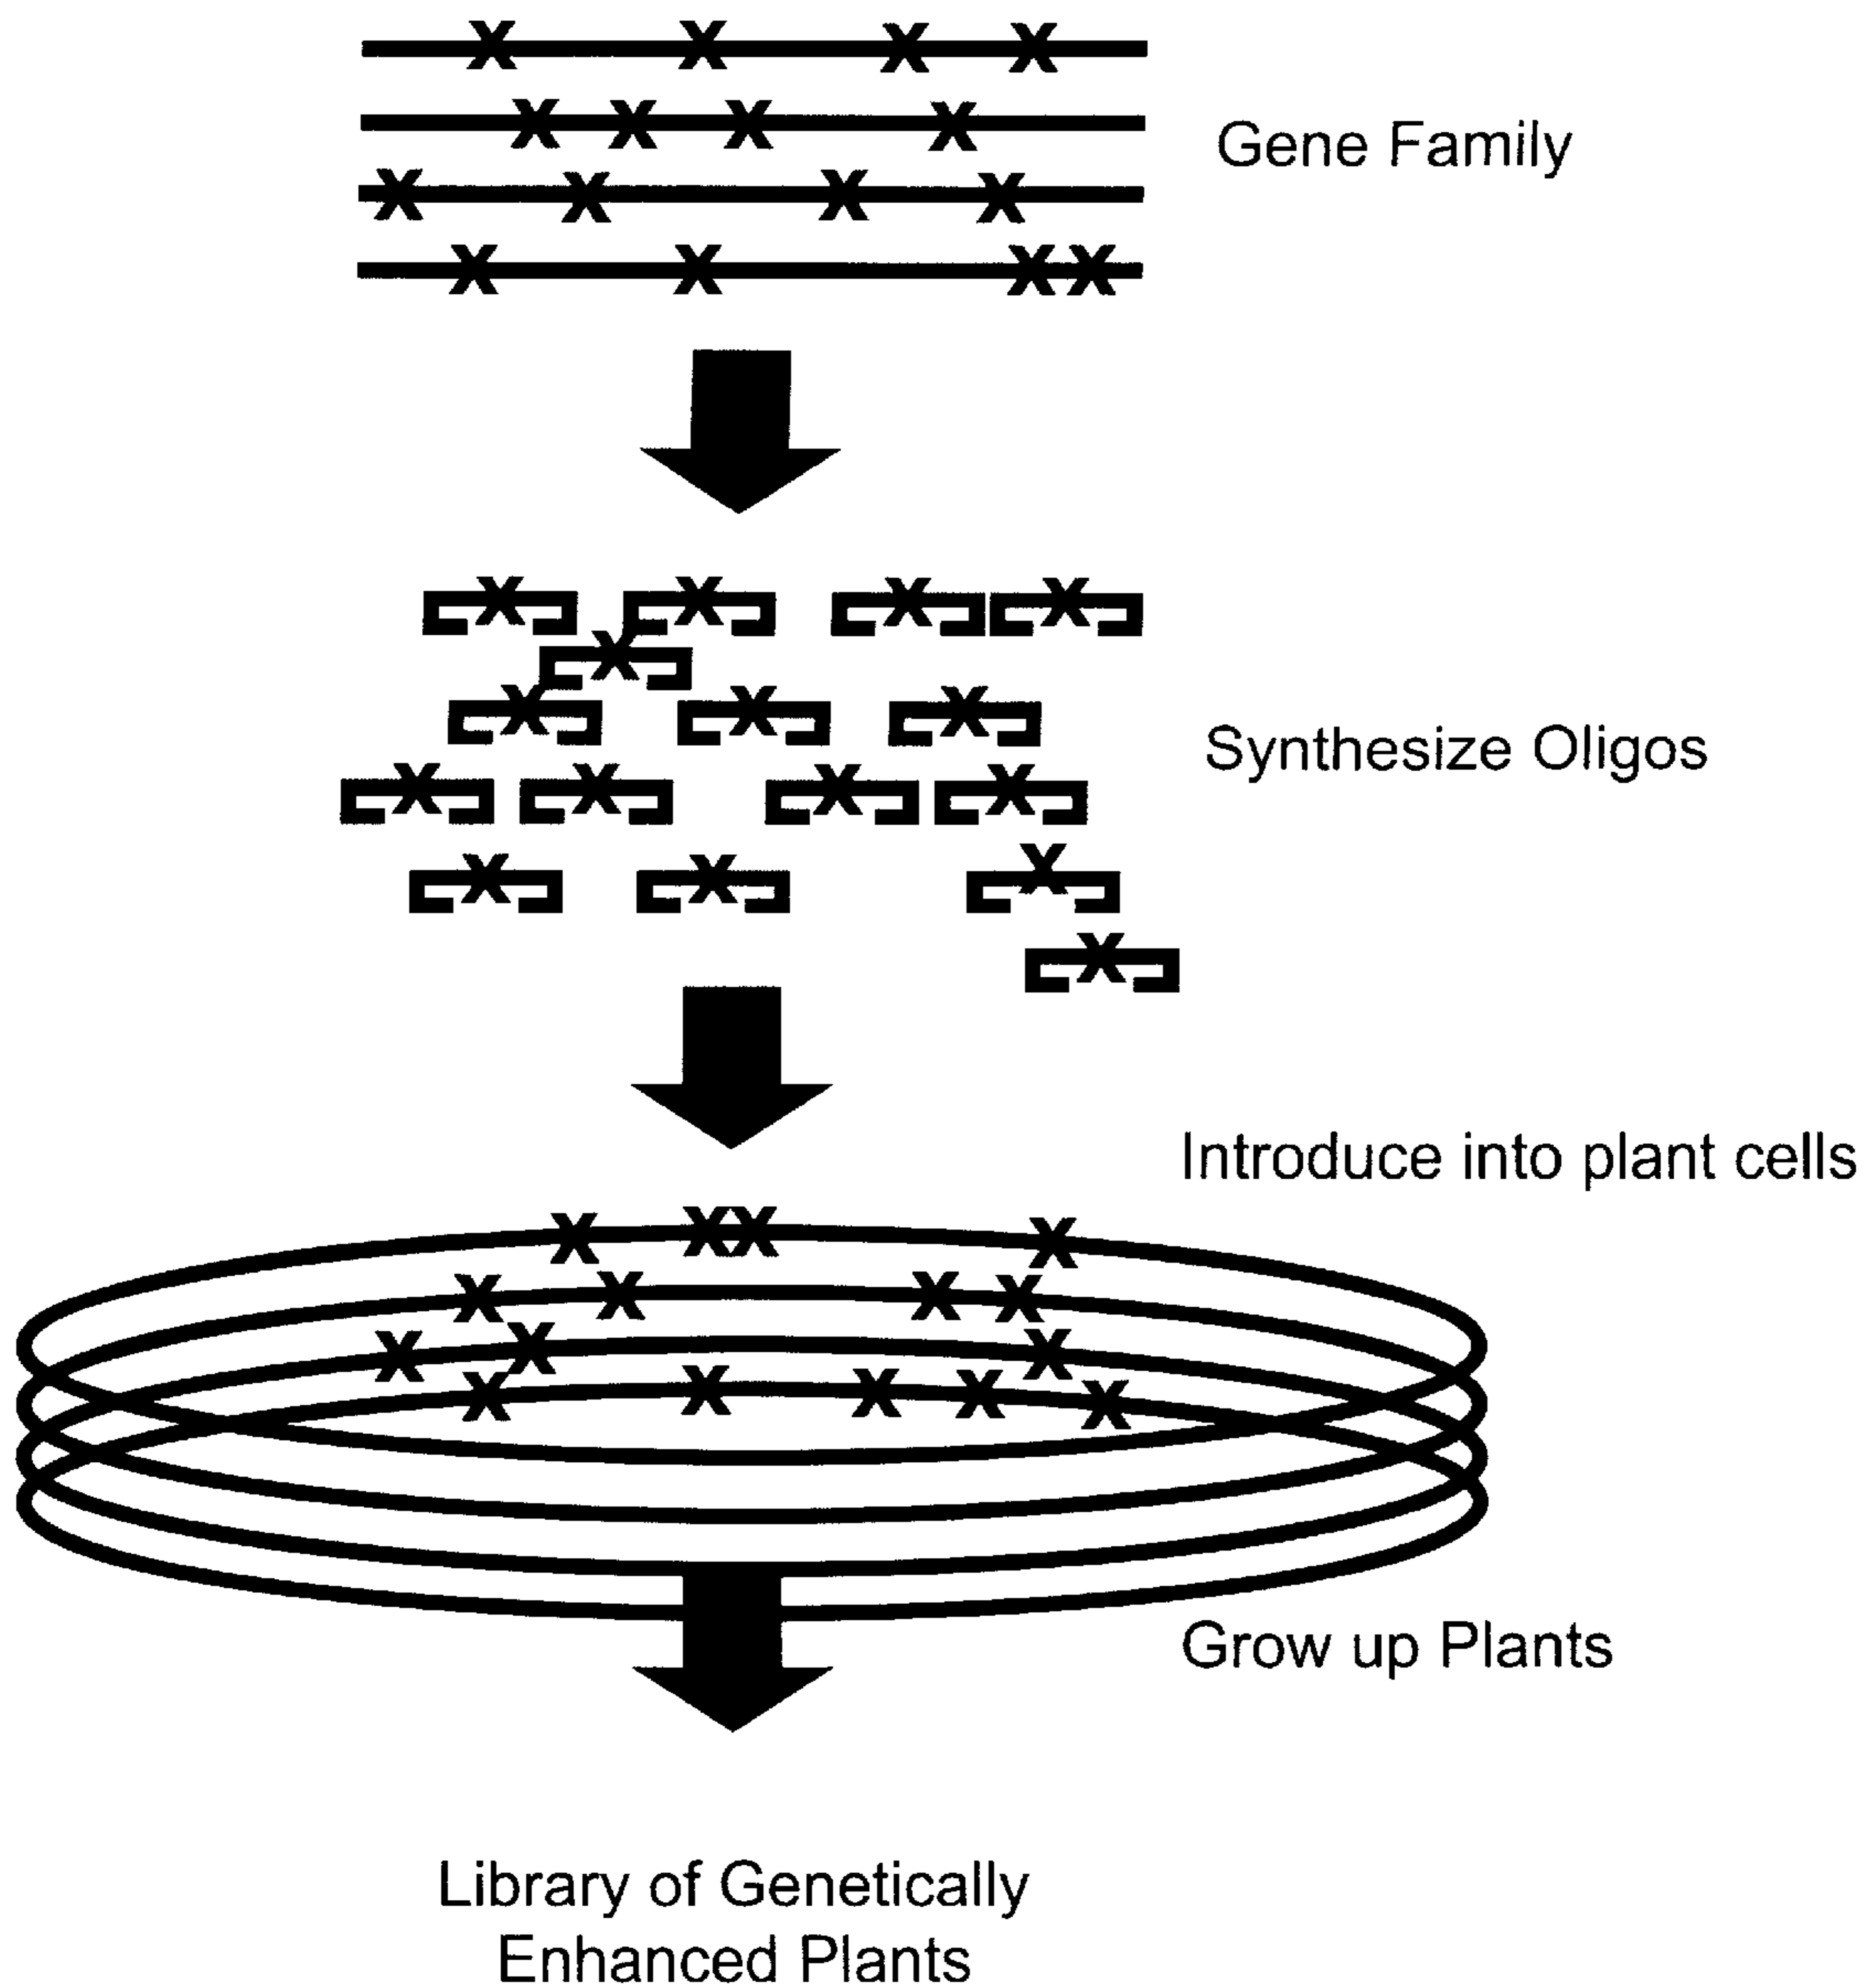 Gene Family
Synthesize Oligos
Introduce into plant cells
Grow up Plants
Library of Genetically
Enhanced Plants